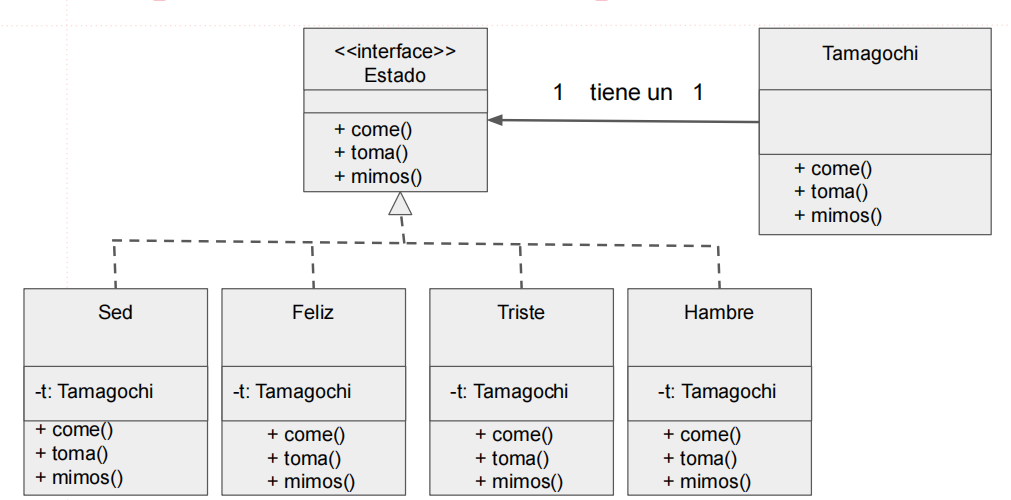 <<interface>>
Estado
+ come()
+ toma()
+ mimos()
1 tiene un 1
Tamagochi
+ come()
+ toma()
+ mimos()
Sed
-t: Tamagochi
+ come()
+ toma()
+ mimos()
Feliz
-t: Tamagochi
+ come()
+ toma()
+ mimos()
Triste
-t: Tamagochi
+ come()
+ toma()
+ mimos()
Hambre
-t: Tamagochi
+ come()
+ toma()
+ mimos()